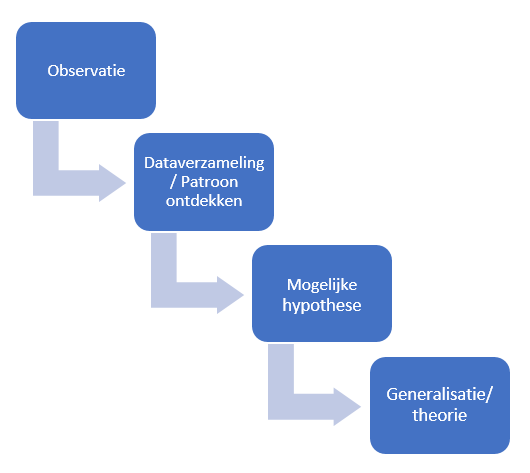 Observatie
Dataverzameling
/ Patroon
ontdekken
Mogelijke
hypothese
Generalisatie/
theorie